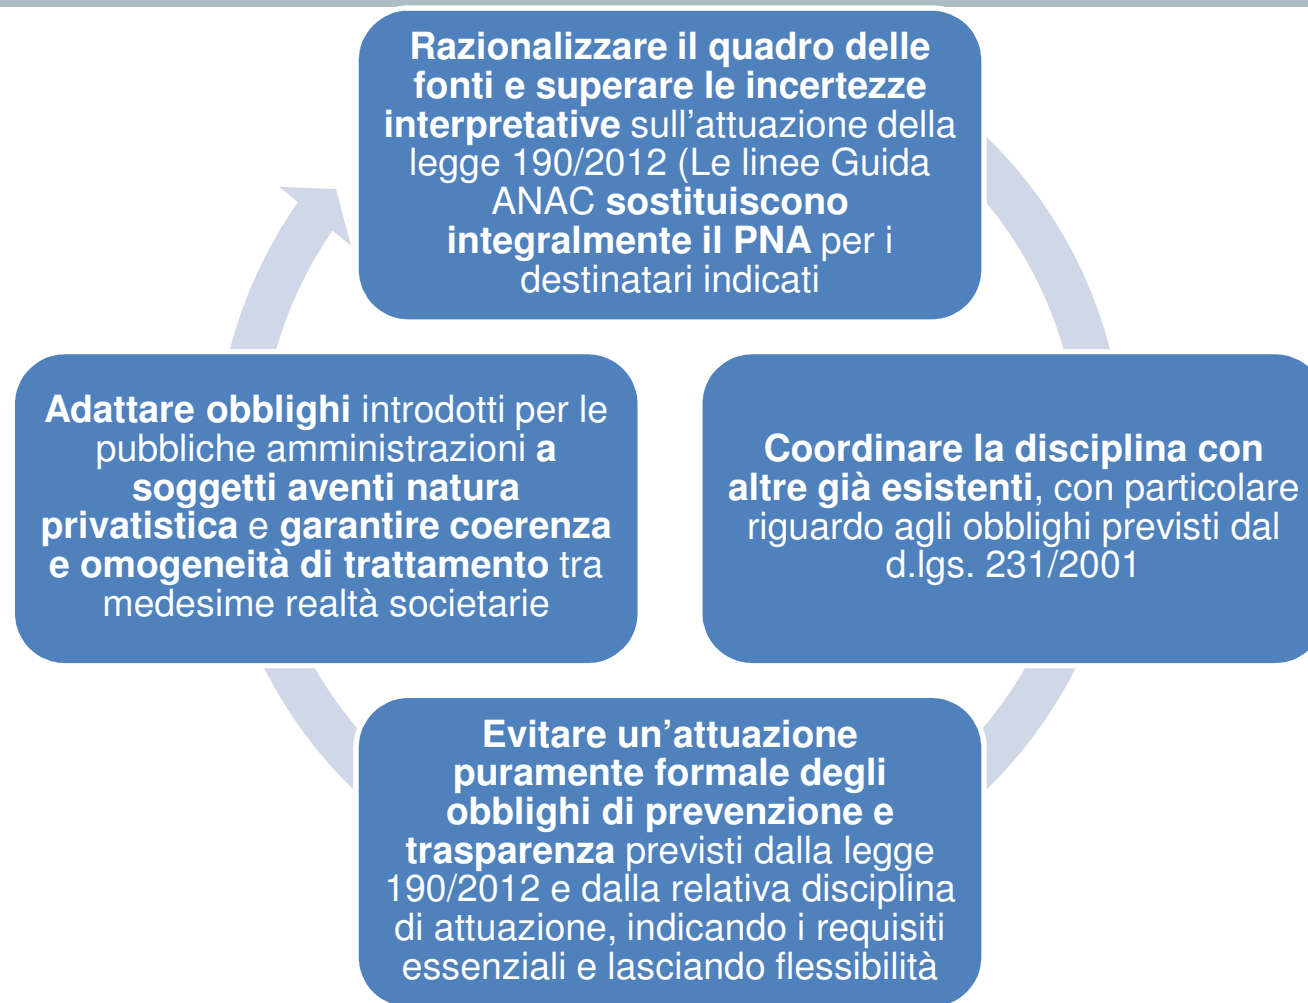 Razionalizzare il quadro delle
fonti e superare le incertezze
interpretative sull’attuazione della
legge 190/2012 (Le linee Guida
ANAC sostituiscono
integralmente il PNA per i
destinatari indicati
Coordinare la disciplina con
altre già esistenti, con particolare
riguardo agli obblighi previsti dal
d.lgs. 231/2001
Evitare un’attuazione
puramente formale degli
obblighi di prevenzione e
trasparenza previsti dalla legge
190/2012 e dalla relativa disciplina
di attuazione, indicando i requisiti
essenziali e lasciando flessibilità
Adattare obblighi introdotti per le
pubbliche amministrazioni a
soggetti aventi natura
privatistica e garantire coerenza
e omogeneità di trattamento tra
medesime realtà societarie